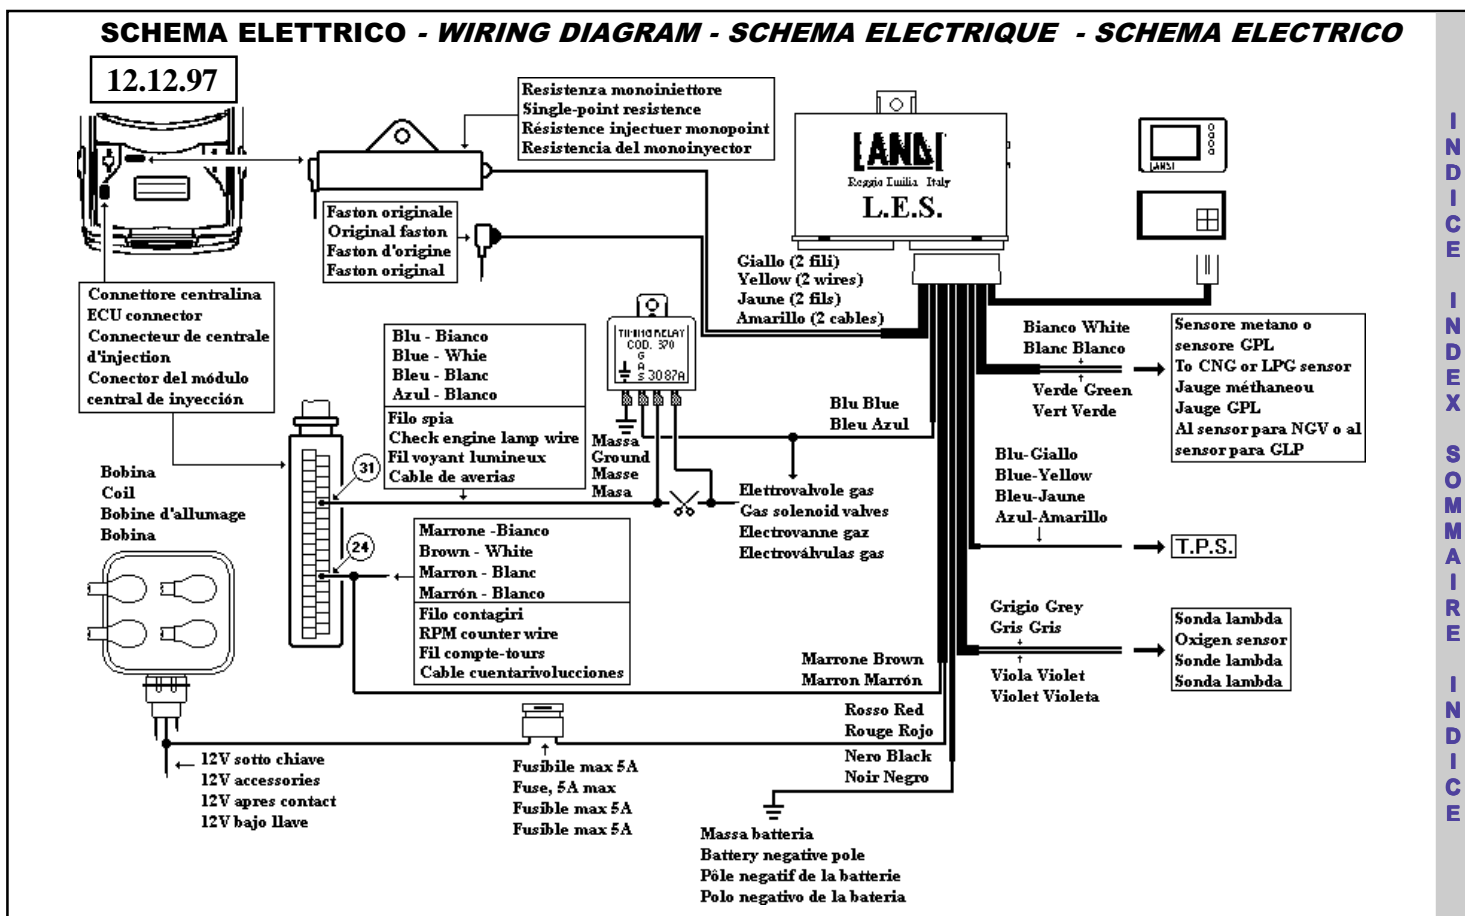 SCHEMA ELETTRICO - WIRING DIAGRAM - SCHEMA ELECTRIQUE - SCHEMA ELECTRICO
12.12.97
Resistenza monoiniettore
Single-point resistence
Résistence injectuer monopoint
Resistencia del monoinyector
Faston originale
Original faston
Faston d'origine
Faston original
LANDI
Reggio Emilia Italy
L.E.S.
LANDI
Giallo (2 fili)
Yellow (2 wires)
Jaune (2 fils)
Amarillo (2 cables)
Connettore centralina
ECU connector
Connecteur de centrale
d'injection
Conector del módulo
central de inyección
Blu - Bianco
Blue - Whie
Bleu - Blanc
Azul - Blanco
Filo spia
Check engine lamp wire
Fil voyant lumineux
Cable de averias
TIMING RELAY
COD. 370
G
A
S 30 87A
Massa
Ground
Masse
Masa
Blu Blue
Bleu Azul
Bianco White
Blanc Blanco
Verde Green
Vert Verde
Sensore metano o
sensore GPL
To CNG or LPG sensor
Jauge méthaneou
Jauge GPL
Al sensor para NGV o al
sensor para GLP
Bobina
Coil
Bobine d'allumage
Bobina
31
24
Elettrovalvole gas
Gas solenoid valves
Electrovanne gaz
Electroválvulas gas
Blu-Giallo
Blue-Yellow
Bleu-Jaune
Azul-Amarillo
T.P.S.
Marrone -Bianco
Brown - White
Marron - Blanc
Marrón - Blanco
Filo contagiri
RPM counter wire
Fil compte-tours
Cable cuentarivolucciones
Grigio Grey
Gris Gris
Viola Violet
Violet Violeta
Sonda lambda
Oxigen sensor
Sonde lambda
Sonda lambda
Marrone Brown
Marron Marrón
Rosso Red
Rouge Rojo
Nero Black
Noir Negro
12V sotto chiave
12V accessories
12V apres contact
12V bajo llave
Fusibile max 5A
Fuse, 5A max
Fusible max 5A
Fusible max 5A
Massa batteria
Battery negative pole
Pôle negatif de la batterie
Polo negativo de la bateria
INDICE INDEX SOMMAIRE INDICE